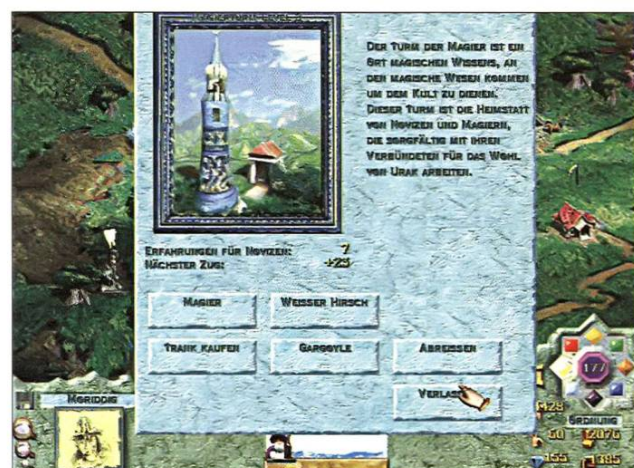 DER TURM DER MAGIER IST EIN
ORT MAGISCHEN WISSENS, AN
DEN MAGISCHE WESEN KOMMEN
UM DEM KULT ZU DIENEN.
DIESER TURM IST DIE HEIMSTATT
VON NOVIZEN UND MAGIERN,
DIE SORGFÄLTIG MIT IHREN
VERBÜNDETEN FÜR DAS WOHL
VON URAK ARBEITEN.
ERFAHRUNGEN FÜR NOVIZEN: 7
NÄCHSTER ZUG: +23
MAGIER WEISSER HIRSCH
TRANK KAUFEN GARGOYLE ABREISSEN
MORIDDIG
177
ORDNUNG